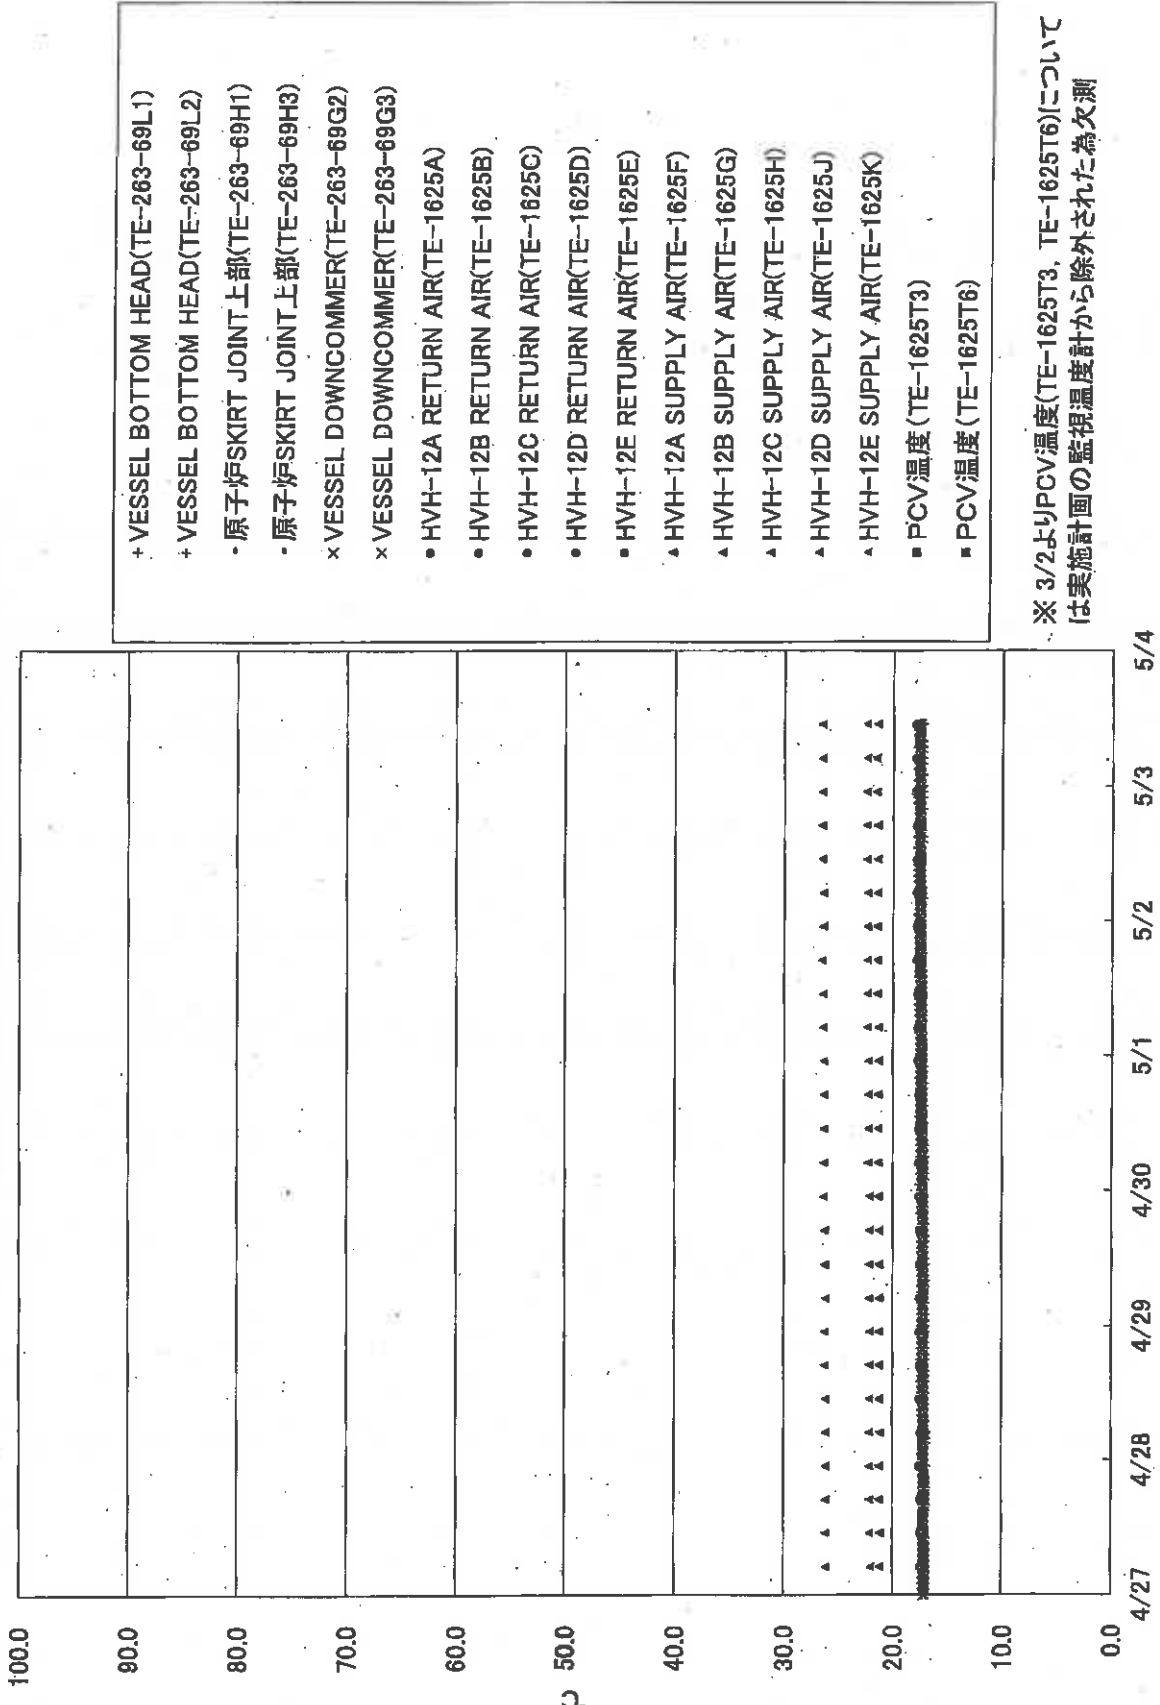 100.0
90.0
80.0
70.0
60.0
50.0
40.0
30.0
20.0
10.0
0.0
℃
4/27
4/28
4/29
4/30
5/1
5/2
5/3
5/4
+ VESSEL BOTTOM HEAD(TE-263-69L1)
+ VESSEL BOTTOM HEAD(TE-263-69L2)
- 原子炉SKIRT JOINT上部(TE-263-69H1)
- 原子炉SKIRT JOINT上部(TE-263-69H3)
× VESSEL DOWNCOMMER(TE-263-69G2)
× VESSEL DOWNCOMMER(TE-263-69G3)
● HVH-12A RETURN AIR(TE-1625A)
● HVH-12B RETURN AIR(TE-1625B)
● HVH-12C RETURN AIR(TE-1625C)
● HVH-12D RETURN AIR(TE-1625D)
● HVH-12E RETURN AIR(TE-1625E)
▲ HVH-12A SUPPLY AIR(TE-1625F)
▲ HVH-12B SUPPLY AIR(TE-1625G)
▲ HVH-12C SUPPLY AIR(TE-1625H)
▲ HVH-12D SUPPLY AIR(TE-1625J)
▲ HVH-12E SUPPLY AIR(TE-1625K)
■ PCV温度(TE-1625T3)
■ PCV温度(TE-1625T6)
※ 3/2よりPCV温度(TE-1625T3, TE-1625T6)について
は実施計画の監視温度計から除外された為欠測